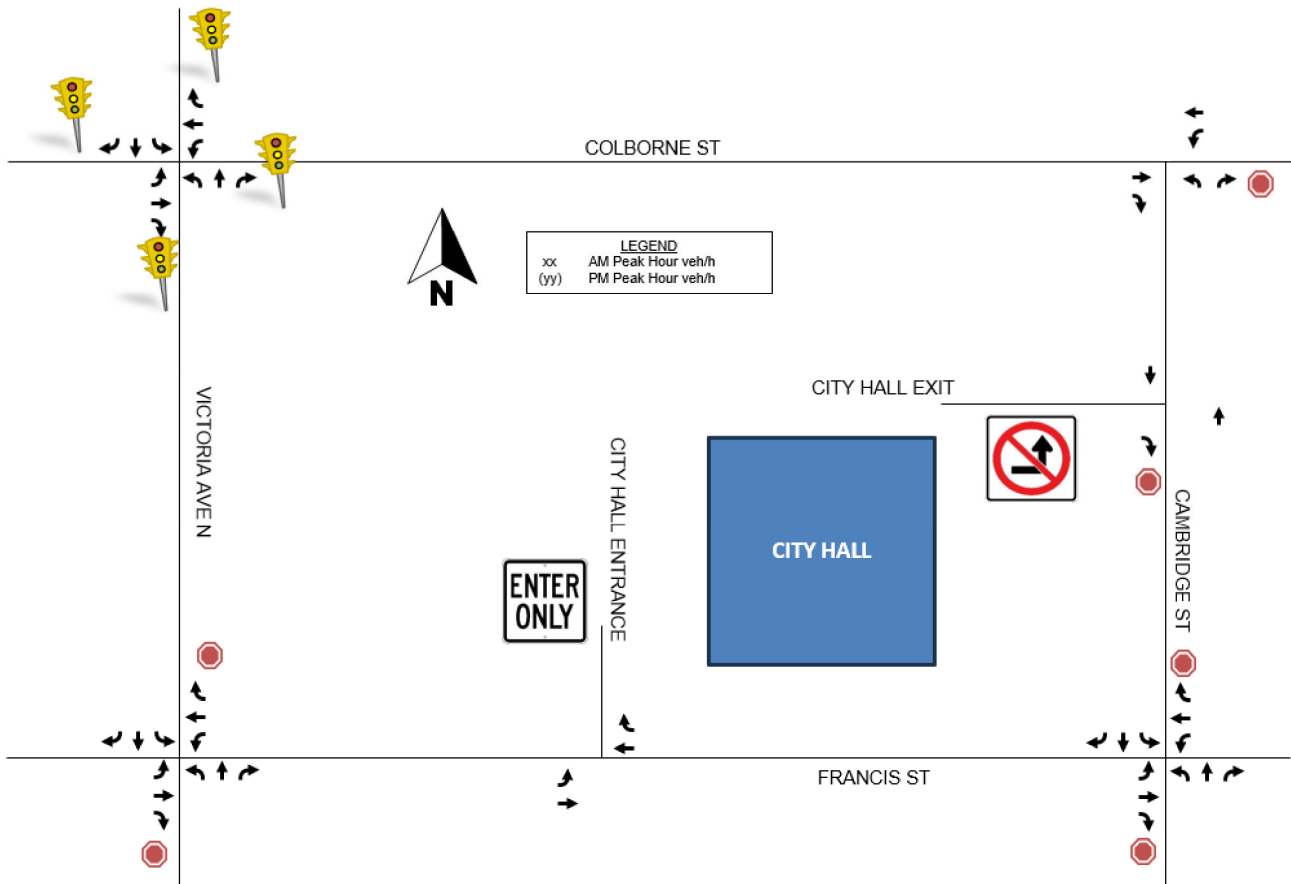 COLBORNE ST
N
LEGEND
xx AM Peak Hour veh/h
(yy) PM Peak Hour veh/h
VICTORIA AVE N
CITY HALL EXIT
CITY HALL ENTRANCE
CITY HALL
CAMBRIDGE ST
ENTER
ONLY
FRANCIS ST